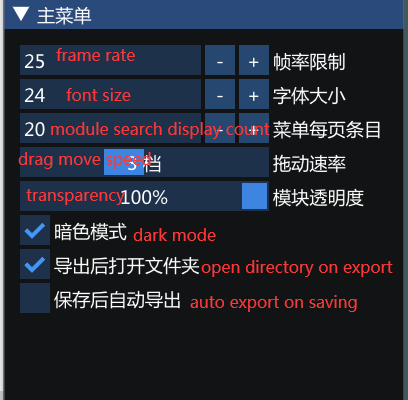 主菜单
25 frame rate - + 帧率限制
24 font size - + 字体大小
20 module search display count - + 菜单每页条目
drag move speed 3 档 拖动速率
transparency 100% 模块透明度
暗色模式 dark mode
导出后打开文件夹 open directory on export
保存后自动导出 auto export on saving